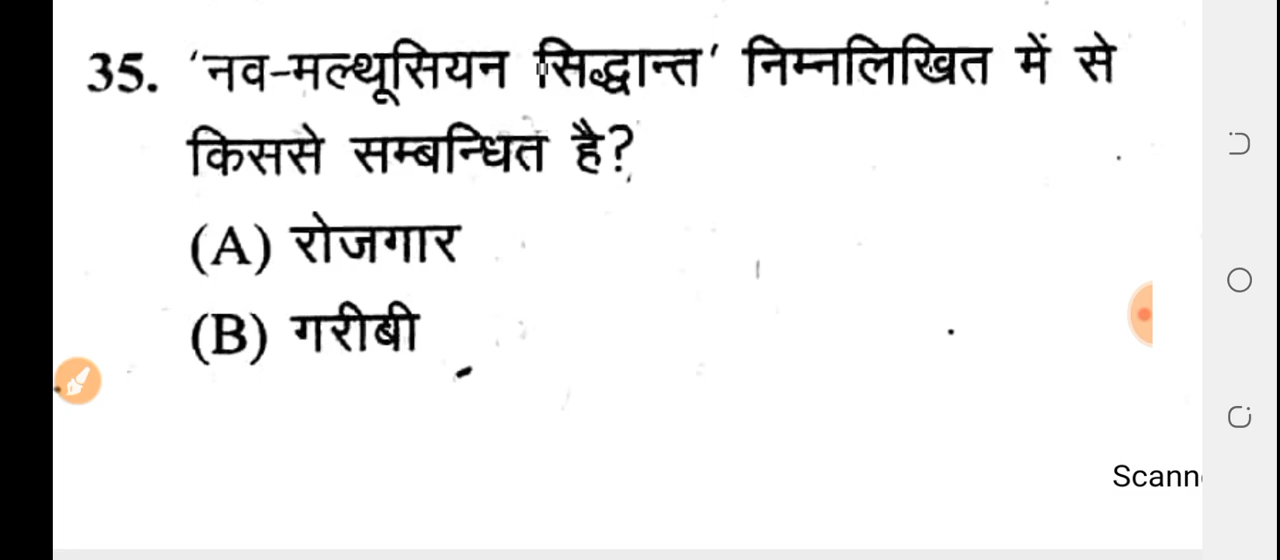 35. 'नव-मल्थूसियन सिद्धान्त' निम्नलिखित में से
किससे सम्बन्धित है?
(A) रोजगार
(B) गरीबी
Scann